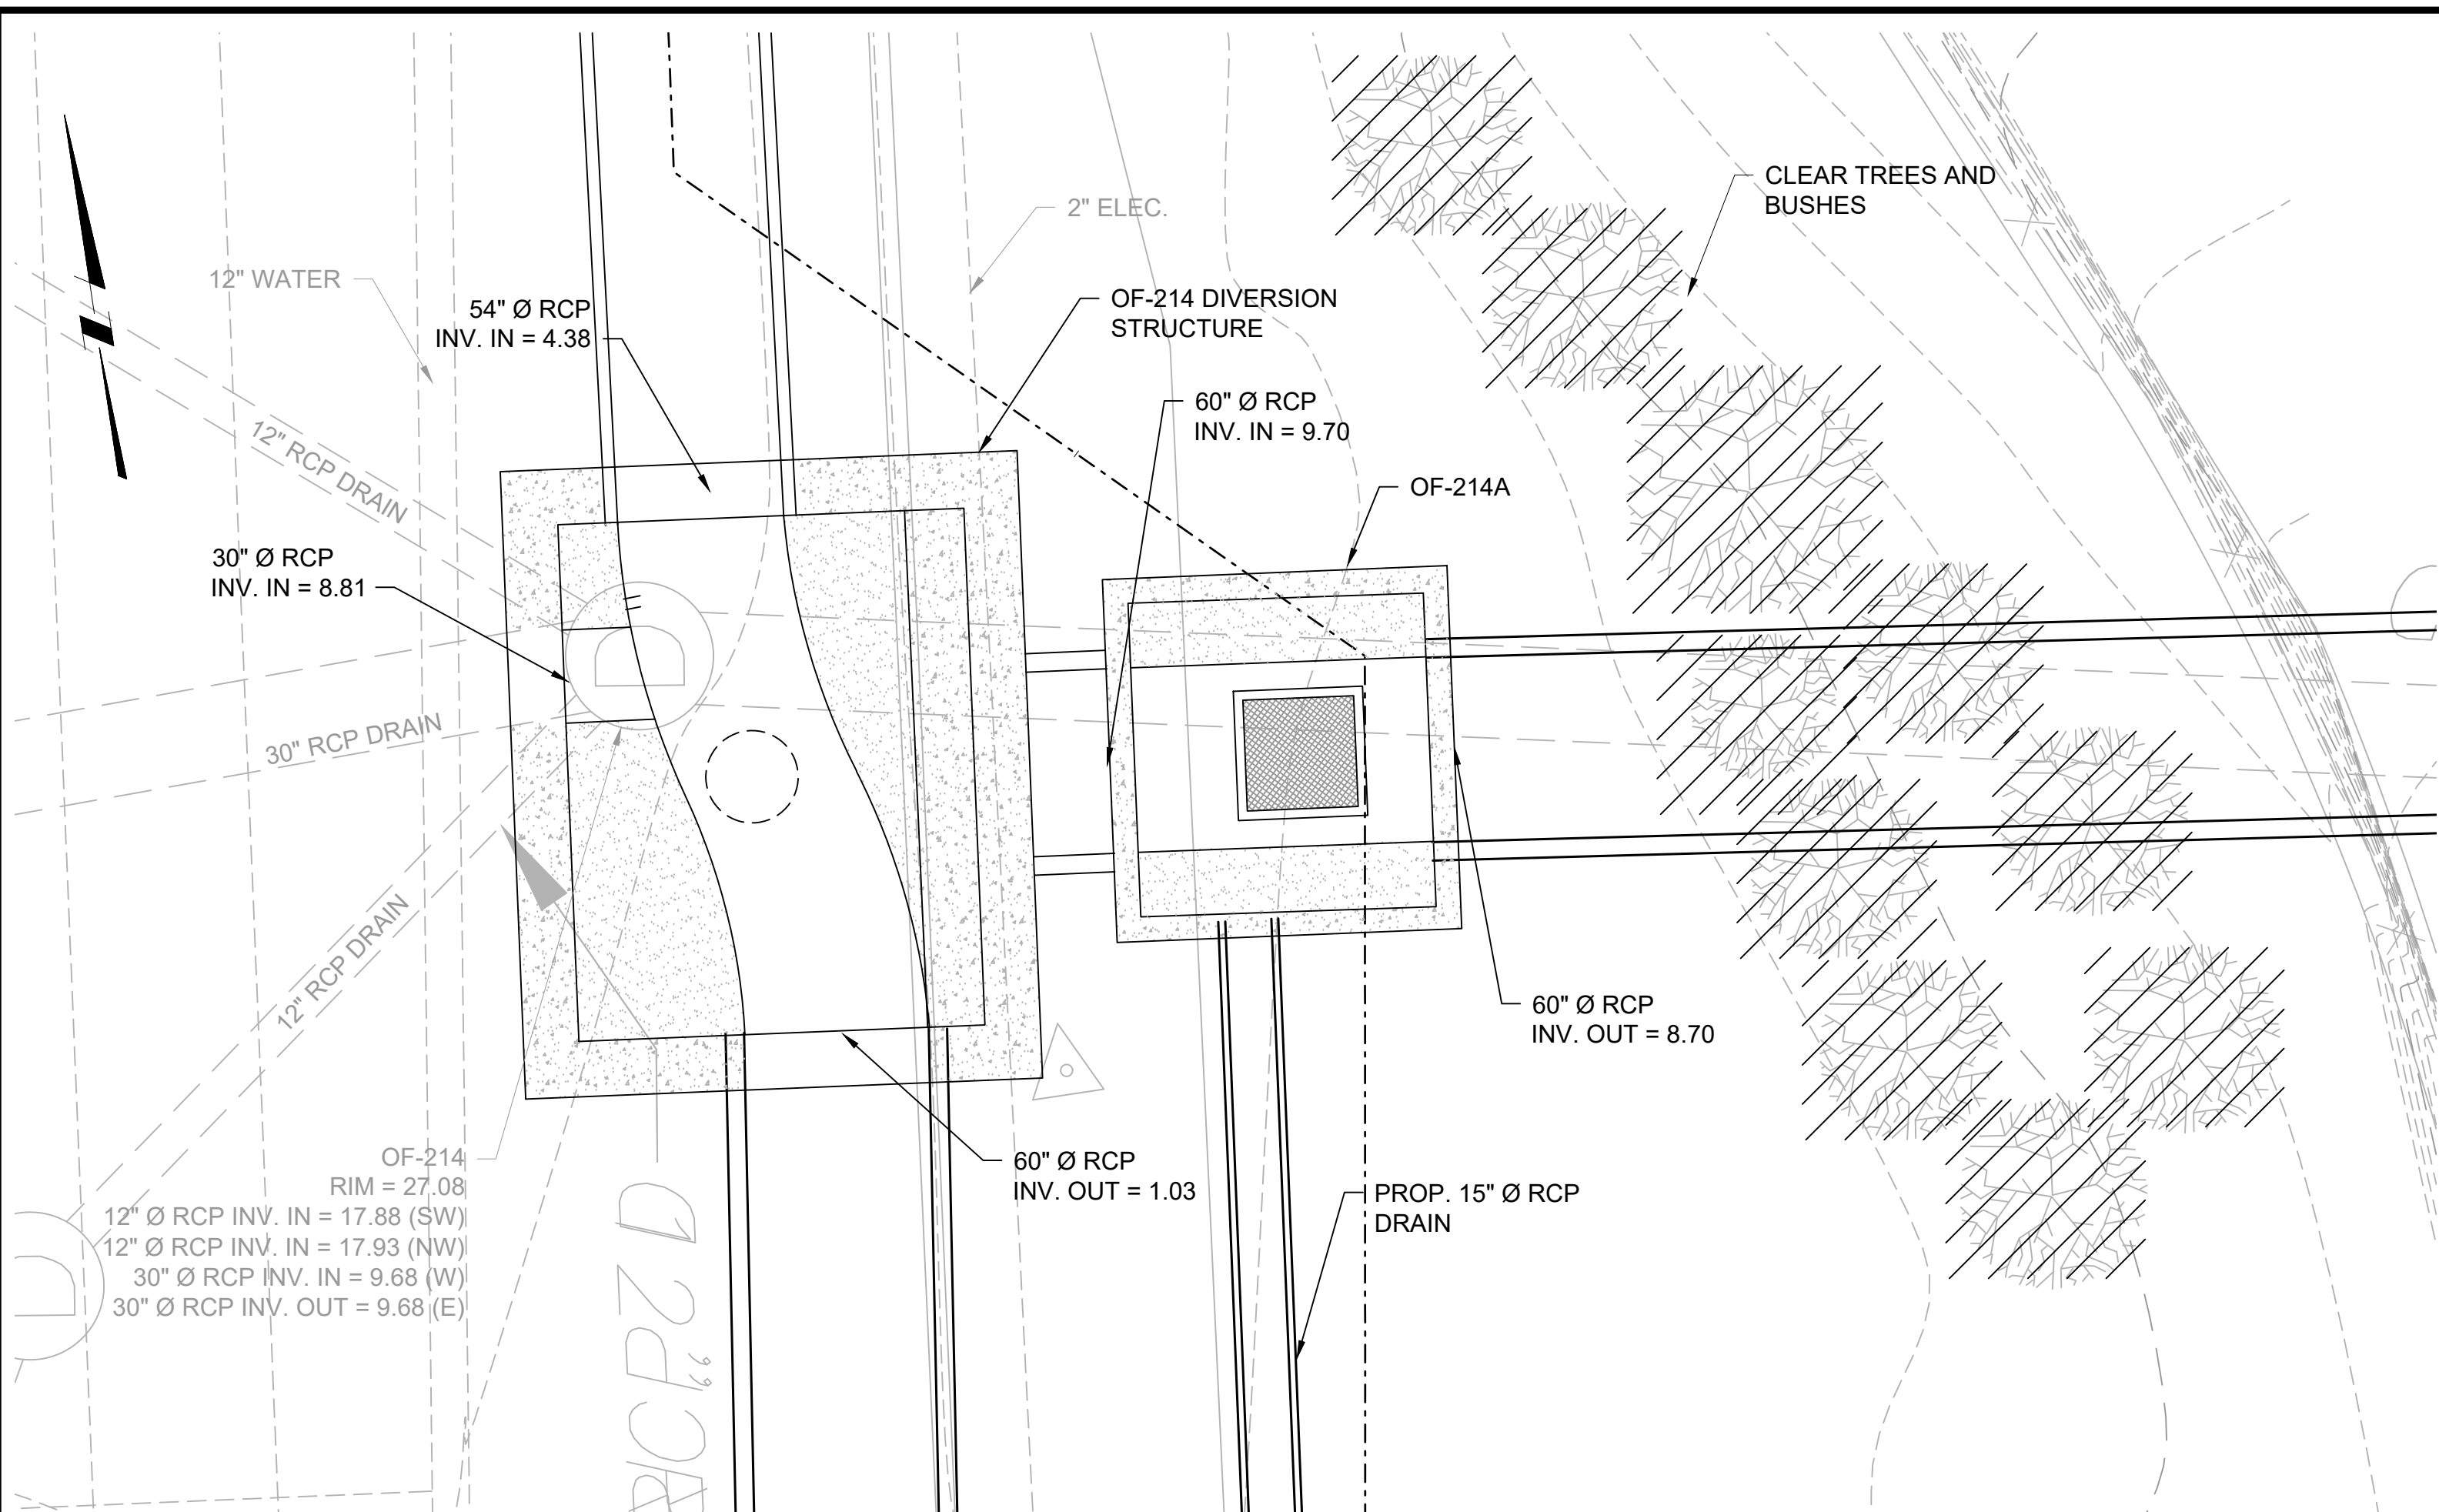 CLEAR TREES AND
BUSHES
2" ELEC.
12" WATER
54" Ø RCP
INV. IN = 4.38
OF-214 DIVERSION
STRUCTURE
60" Ø RCP
INV. IN = 9.70
12" RCP DRAIN
OF-214A
30" Ø RCP
INV. IN = 8.81
D
30" RCP DRAIN
12" RCP DRAIN
60" Ø RCP
INV. OUT = 8.70
OF-214
RIM = 27.08
12" Ø RCP INV. IN = 17.88 (SW)
12" Ø RCP INV. IN = 17.93 (NW)
30" Ø RCP INV. IN = 9.68 (W)
30" Ø RCP INV. OUT = 9.68 (E)
60" Ø RCP
INV. OUT = 1.03
PROP. 15" Ø RCP
DRAIN
D